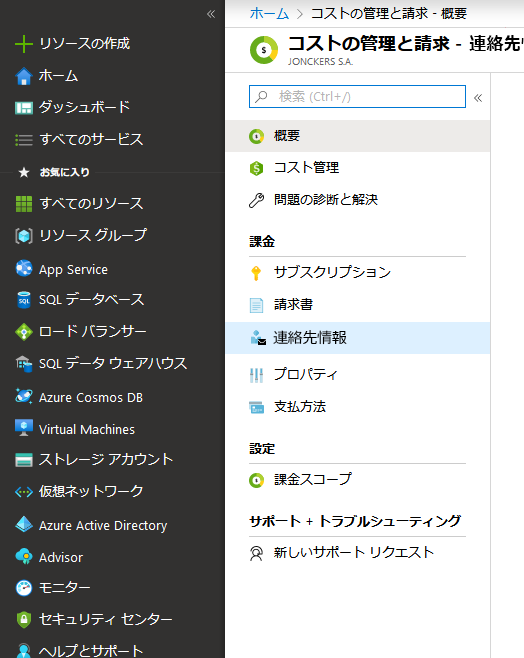 リソースの作成
ホーム
ダッシュボード
すべてのサービス
お気に入り
すべてのリソース
リソース グループ
App Service
SQL データベース
ロード バランサー
SQL データ ウェアハウス
Azure Cosmos DB
Virtual Machines
ストレージ アカウント
仮想ネットワーク
Azure Active Directory
Advisor
モニター
セキュリティ センター
ヘルプとサポート
ホーム > コストの管理と請求 - 概要
コストの管理と請求 - 連絡先
JONCKERS S.A.
検索 (Ctrl+/)
概要
コスト管理
問題の診断と解決
課金
サブスクリプション
請求書
連絡先情報
プロパティ
支払方法
設定
課金スコープ
サポート + トラブルシューティング
新しいサポート リクエスト